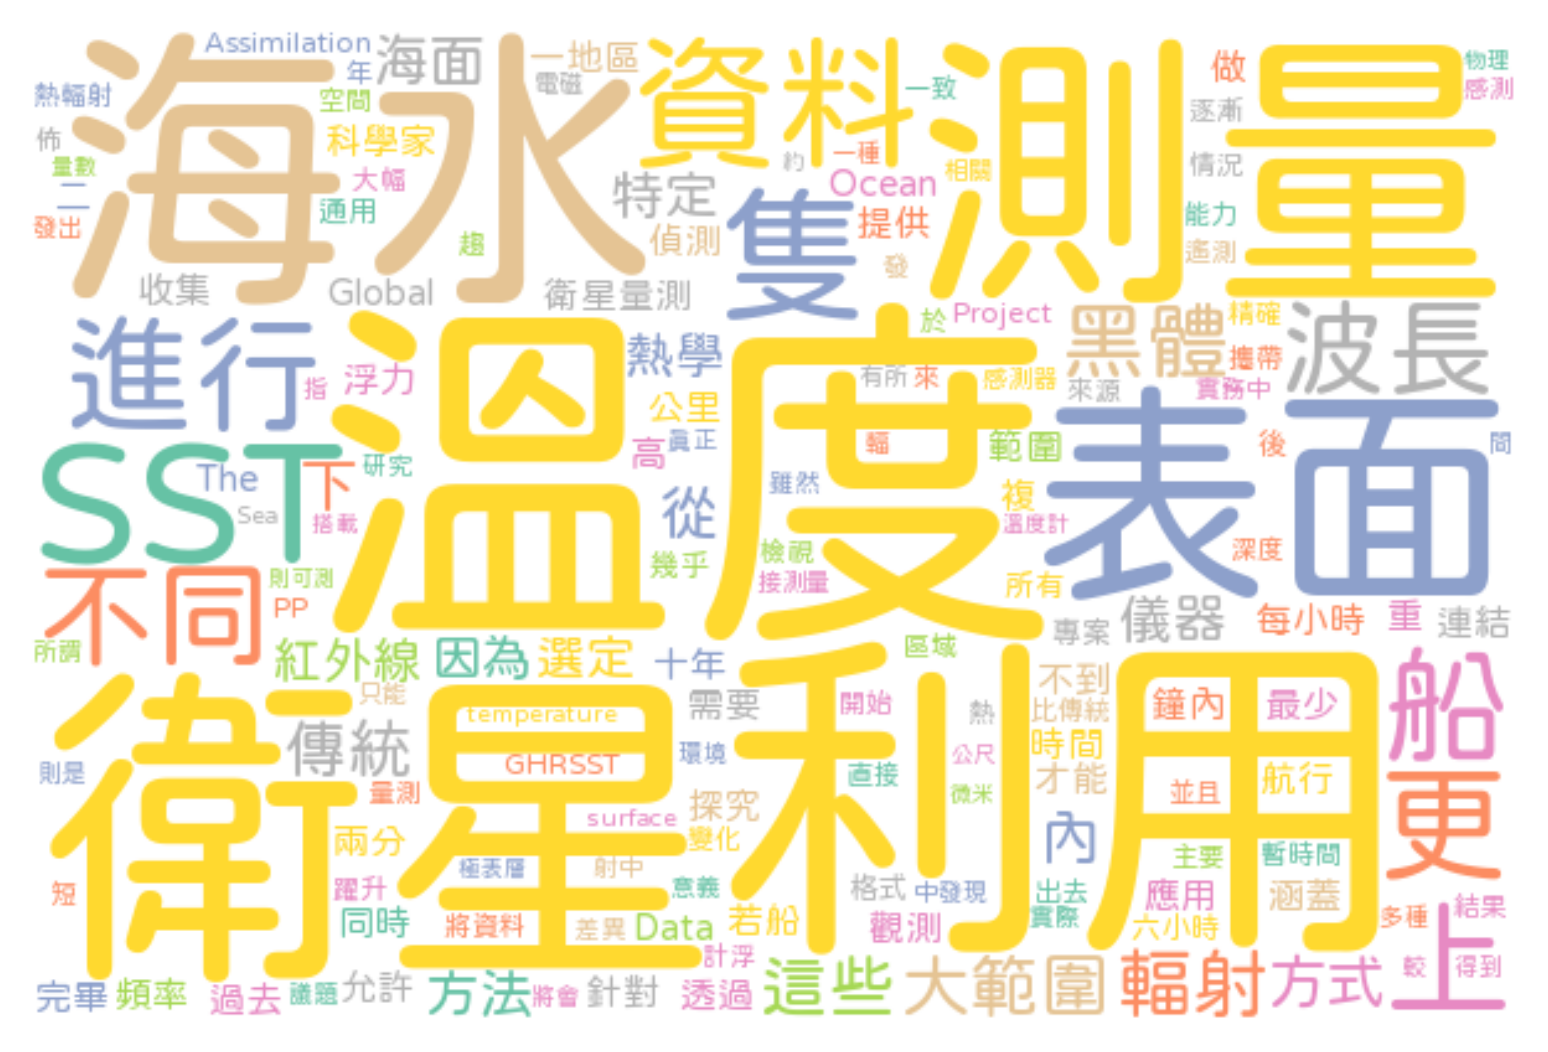 Assimilation
年
海面
一地區
電磁
資料
測量
做
物理
感測
熱輻射
海水
空間
科學家
一致
逐漸
佈
量數
二
發出
大幅
通用
趨
特定
偵測
約
一種
相關
Ocean
提供
隻
發
情況
能力
遙測
收集
Global
衛星量測
進行
指
浮力
熱學
公里
高
真正
於
Project
黑體
精確
攜帶
波長
有所
來
感測器
來源
實務中
溫度
SST
The
Sea
下
研究
搭載
從
幾乎
雖然
輻
範圍
複
溫度計
檢視
接測量
所有
表面
後
間
深度
不同
則可測
PP
所謂
紅外線
因為
選定
十年
區域
專案
儀器
每小時
重
連結
衛星
利用
只能
傳統
temperature
GHRSST
需要
環境
開始
熱
公尺
微米
直接
不到
比傳統
時間
才能
鐘內
最少
並且
航行
船
更
則是
量測
兩分
surface
探究
變化
內
主要
暫時間
短
躍升
極表層
射中
意義
格式
中發現
出去
實際
應用
涵蓋
同時
將資料
差異
Data
若船
觀測
六小時
多種
結果
計浮
上
較
得到
完畢
頻率
過去
議題
允許
方法
將會
針對
透過
這些
大範圍
輻射
方式